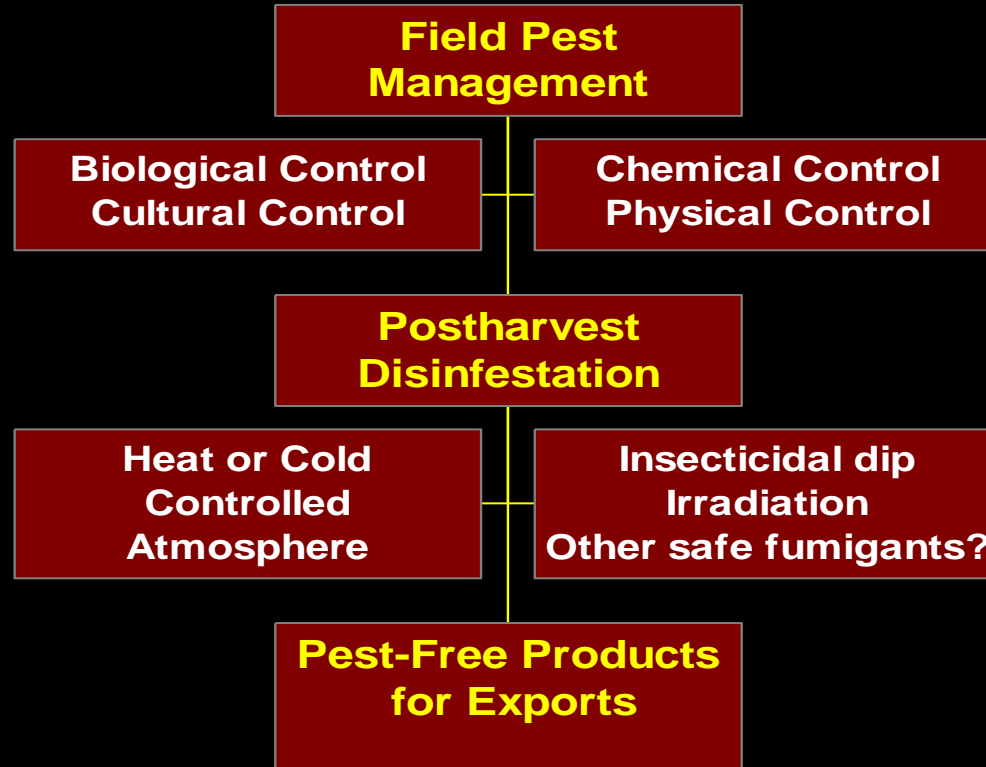 Field Pest
Management
Biological Control
Cultural Control
Chemical Control
Physical Control
Postharvest
Disinfestation
Heat or Cold
Controlled
Atmosphere
Insecticidal dip
Irradiation
Other safe fumigants?
Pest-Free Products
for Exports